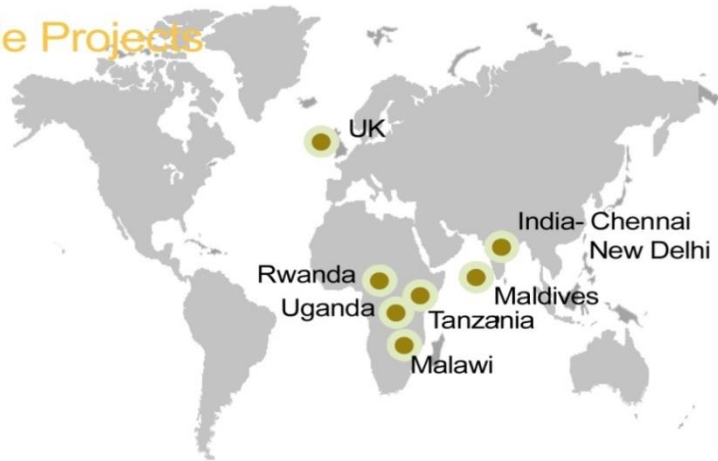 e Projects
UK
India- Chennai
New Delhi
Rwanda
Maldives
Uganda
Tanzania
Malawi